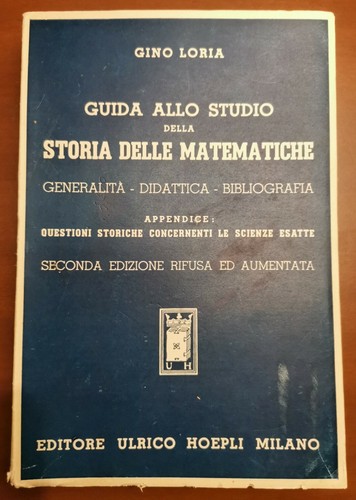 GINO LORIA
GUIDA ALLO STUDIO
DELLA
STORIA DELLE MATEMATICHE
GENERALITÀ - DIDATTICA - BIBLIOGRAFIA
APPENDICE:
QUESTIONI STORICHE CONCERNENTI LE SCIENZE ESATTE
SECONDA EDIZIONE RIFUSA ED AUMENTATA
U H
EDITORE ULRICO HOEPLI MILANO